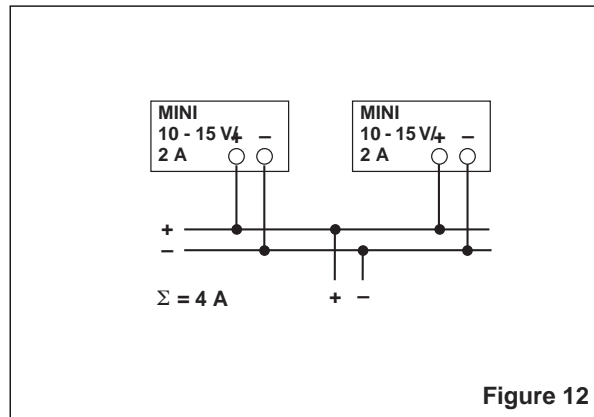 MINI
10 - 15 V/
2 A
+ −
MINI
10 - 15 V/
2 A
+ −
+
−
Σ = 4 A
+ −
Figure 12